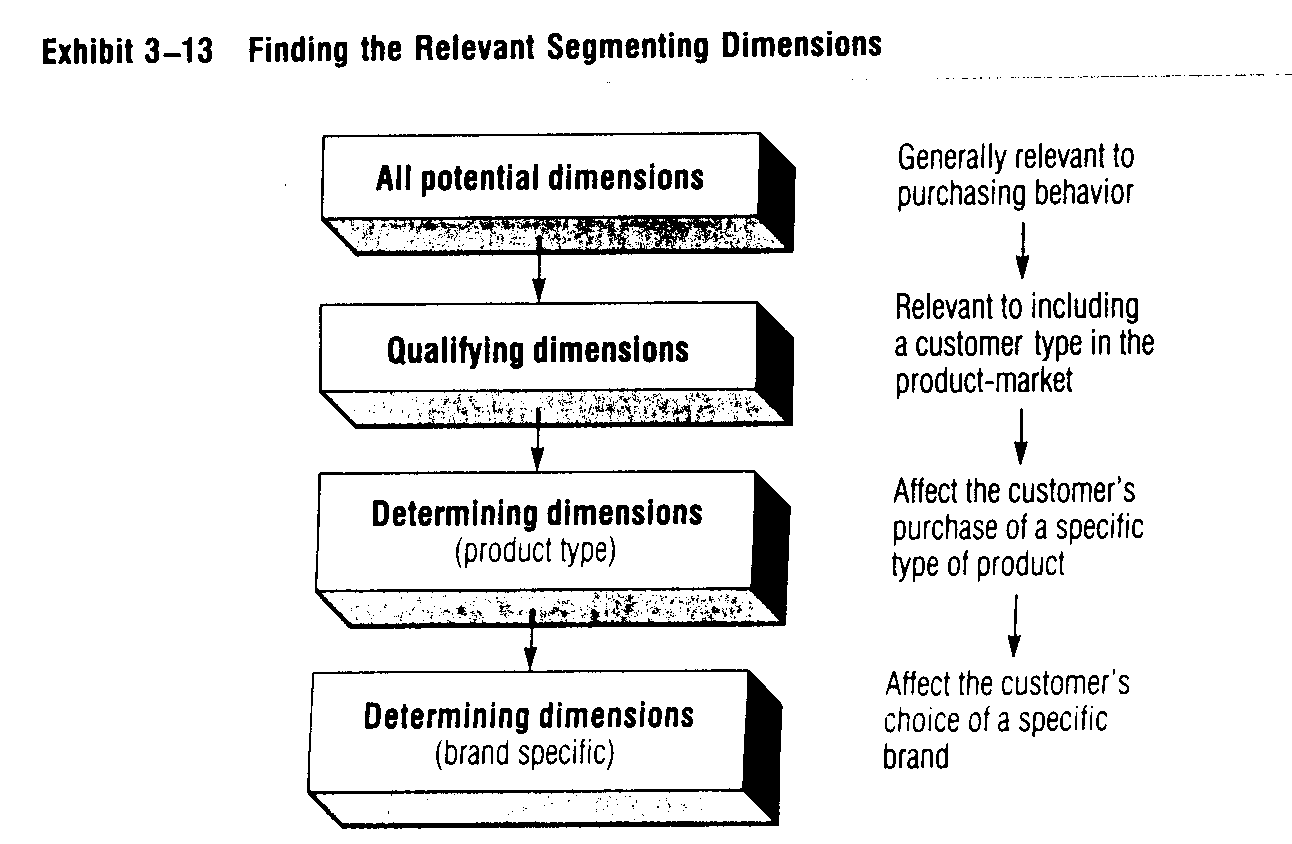 Exhibit 3–13 Finding the Relevant Segmenting Dimensions
All potential dimensions
Generally relevant to
purchasing behavior
Qualifying dimensions
Relevant to including
a customer type in the
product-market
Determining dimensions
(product type)
Affect the customer's
purchase of a specific
type of product
Determining dimensions
(brand specific)
Affect the customer's
choice of a specific
brand